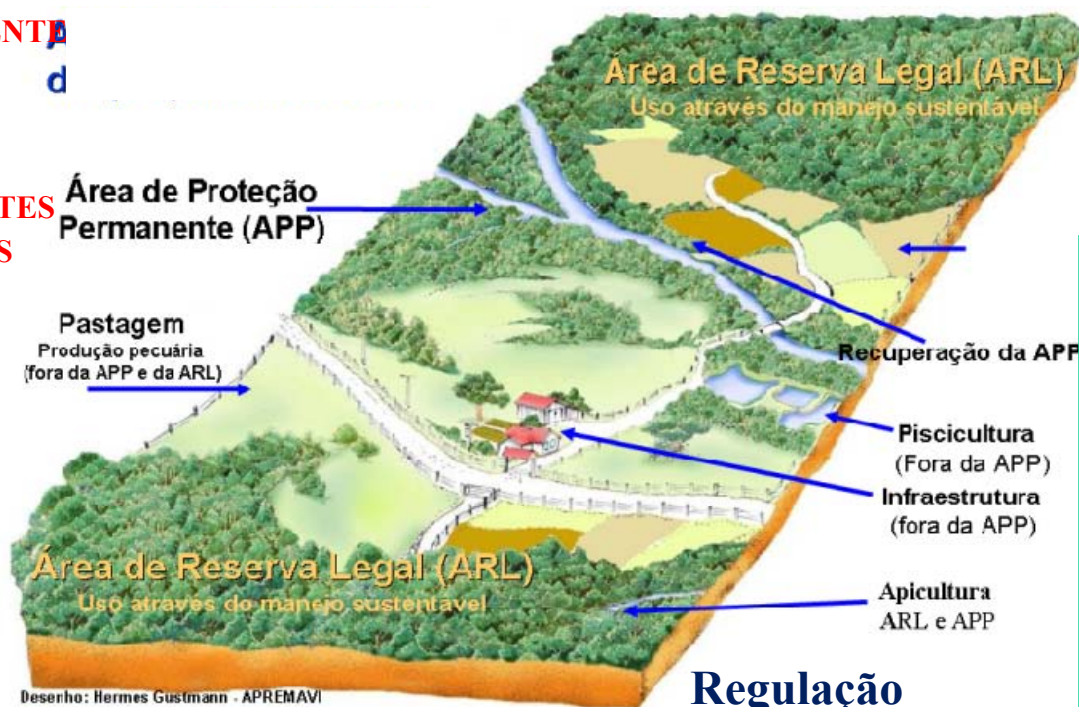 Área de Reserva Legal (ARL)
Uso através do manejo sustentável
Área de Proteção
Permanente (APP)
Pastagem
Produção pecuária
(fora da APP e da ARL)
Recuperação da APP
Piscicultura
(Fora da APP)
Infraestrutura
(fora da APP)
Área de Reserva Legal (ARL)
Uso através do manejo sustentável
Apicultura
ARL e APP
Desenho: Hermes Gustmann - APREMAVI
Regulação